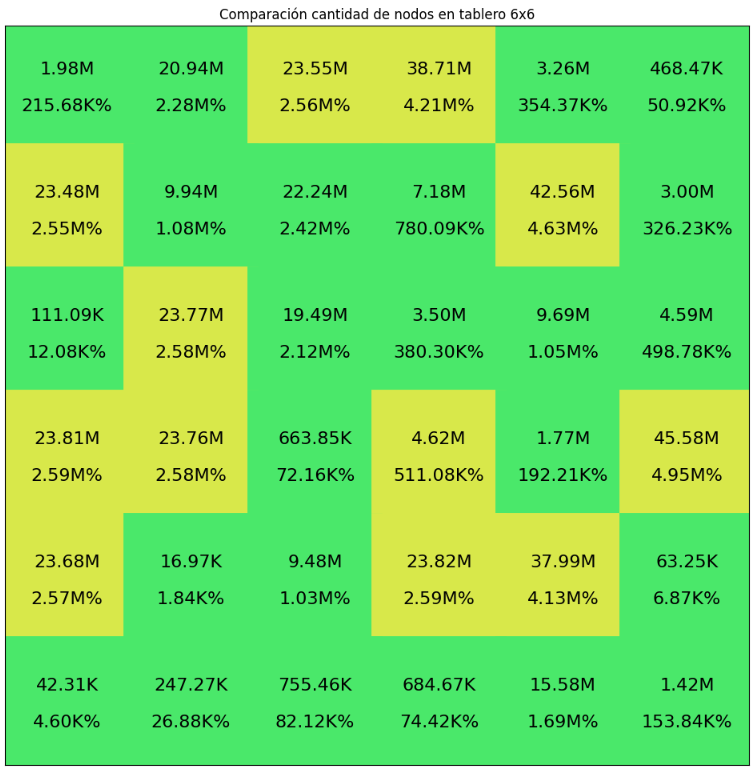 Comparación cantidad de nodos en tablero 6x6
1.98M 20.94M 23.55M 38.71M 3.26M 468.47K
215.68K% 2.28M% 2.56M% 4.21M% 354.37K% 50.92K%
23.48M 9.94M 22.24M 7.18M 42.56M 3.00M
2.55M% 1.08M% 2.42M% 780.09K% 4.63M% 326.23K%
111.09K 23.77M 19.49M 3.50M 9.69M 4.59M
12.08K% 2.58M% 2.12M% 380.30K% 1.05M% 498.78K%
23.81M 23.76M 663.85K 4.62M 1.77M 45.58M
2.59M% 2.58M% 72.16K% 511.08K% 192.21K% 4.95M%
23.68M 16.97K 9.48M 23.82M 37.99M 63.25K
2.57M% 1.84K% 1.03M% 2.59M% 4.13M% 6.87K%
42.31K 247.27K 755.46K 684.67K 15.58M 1.42M
4.60K% 26.88K% 82.12K% 74.42K% 1.69M% 153.84K%